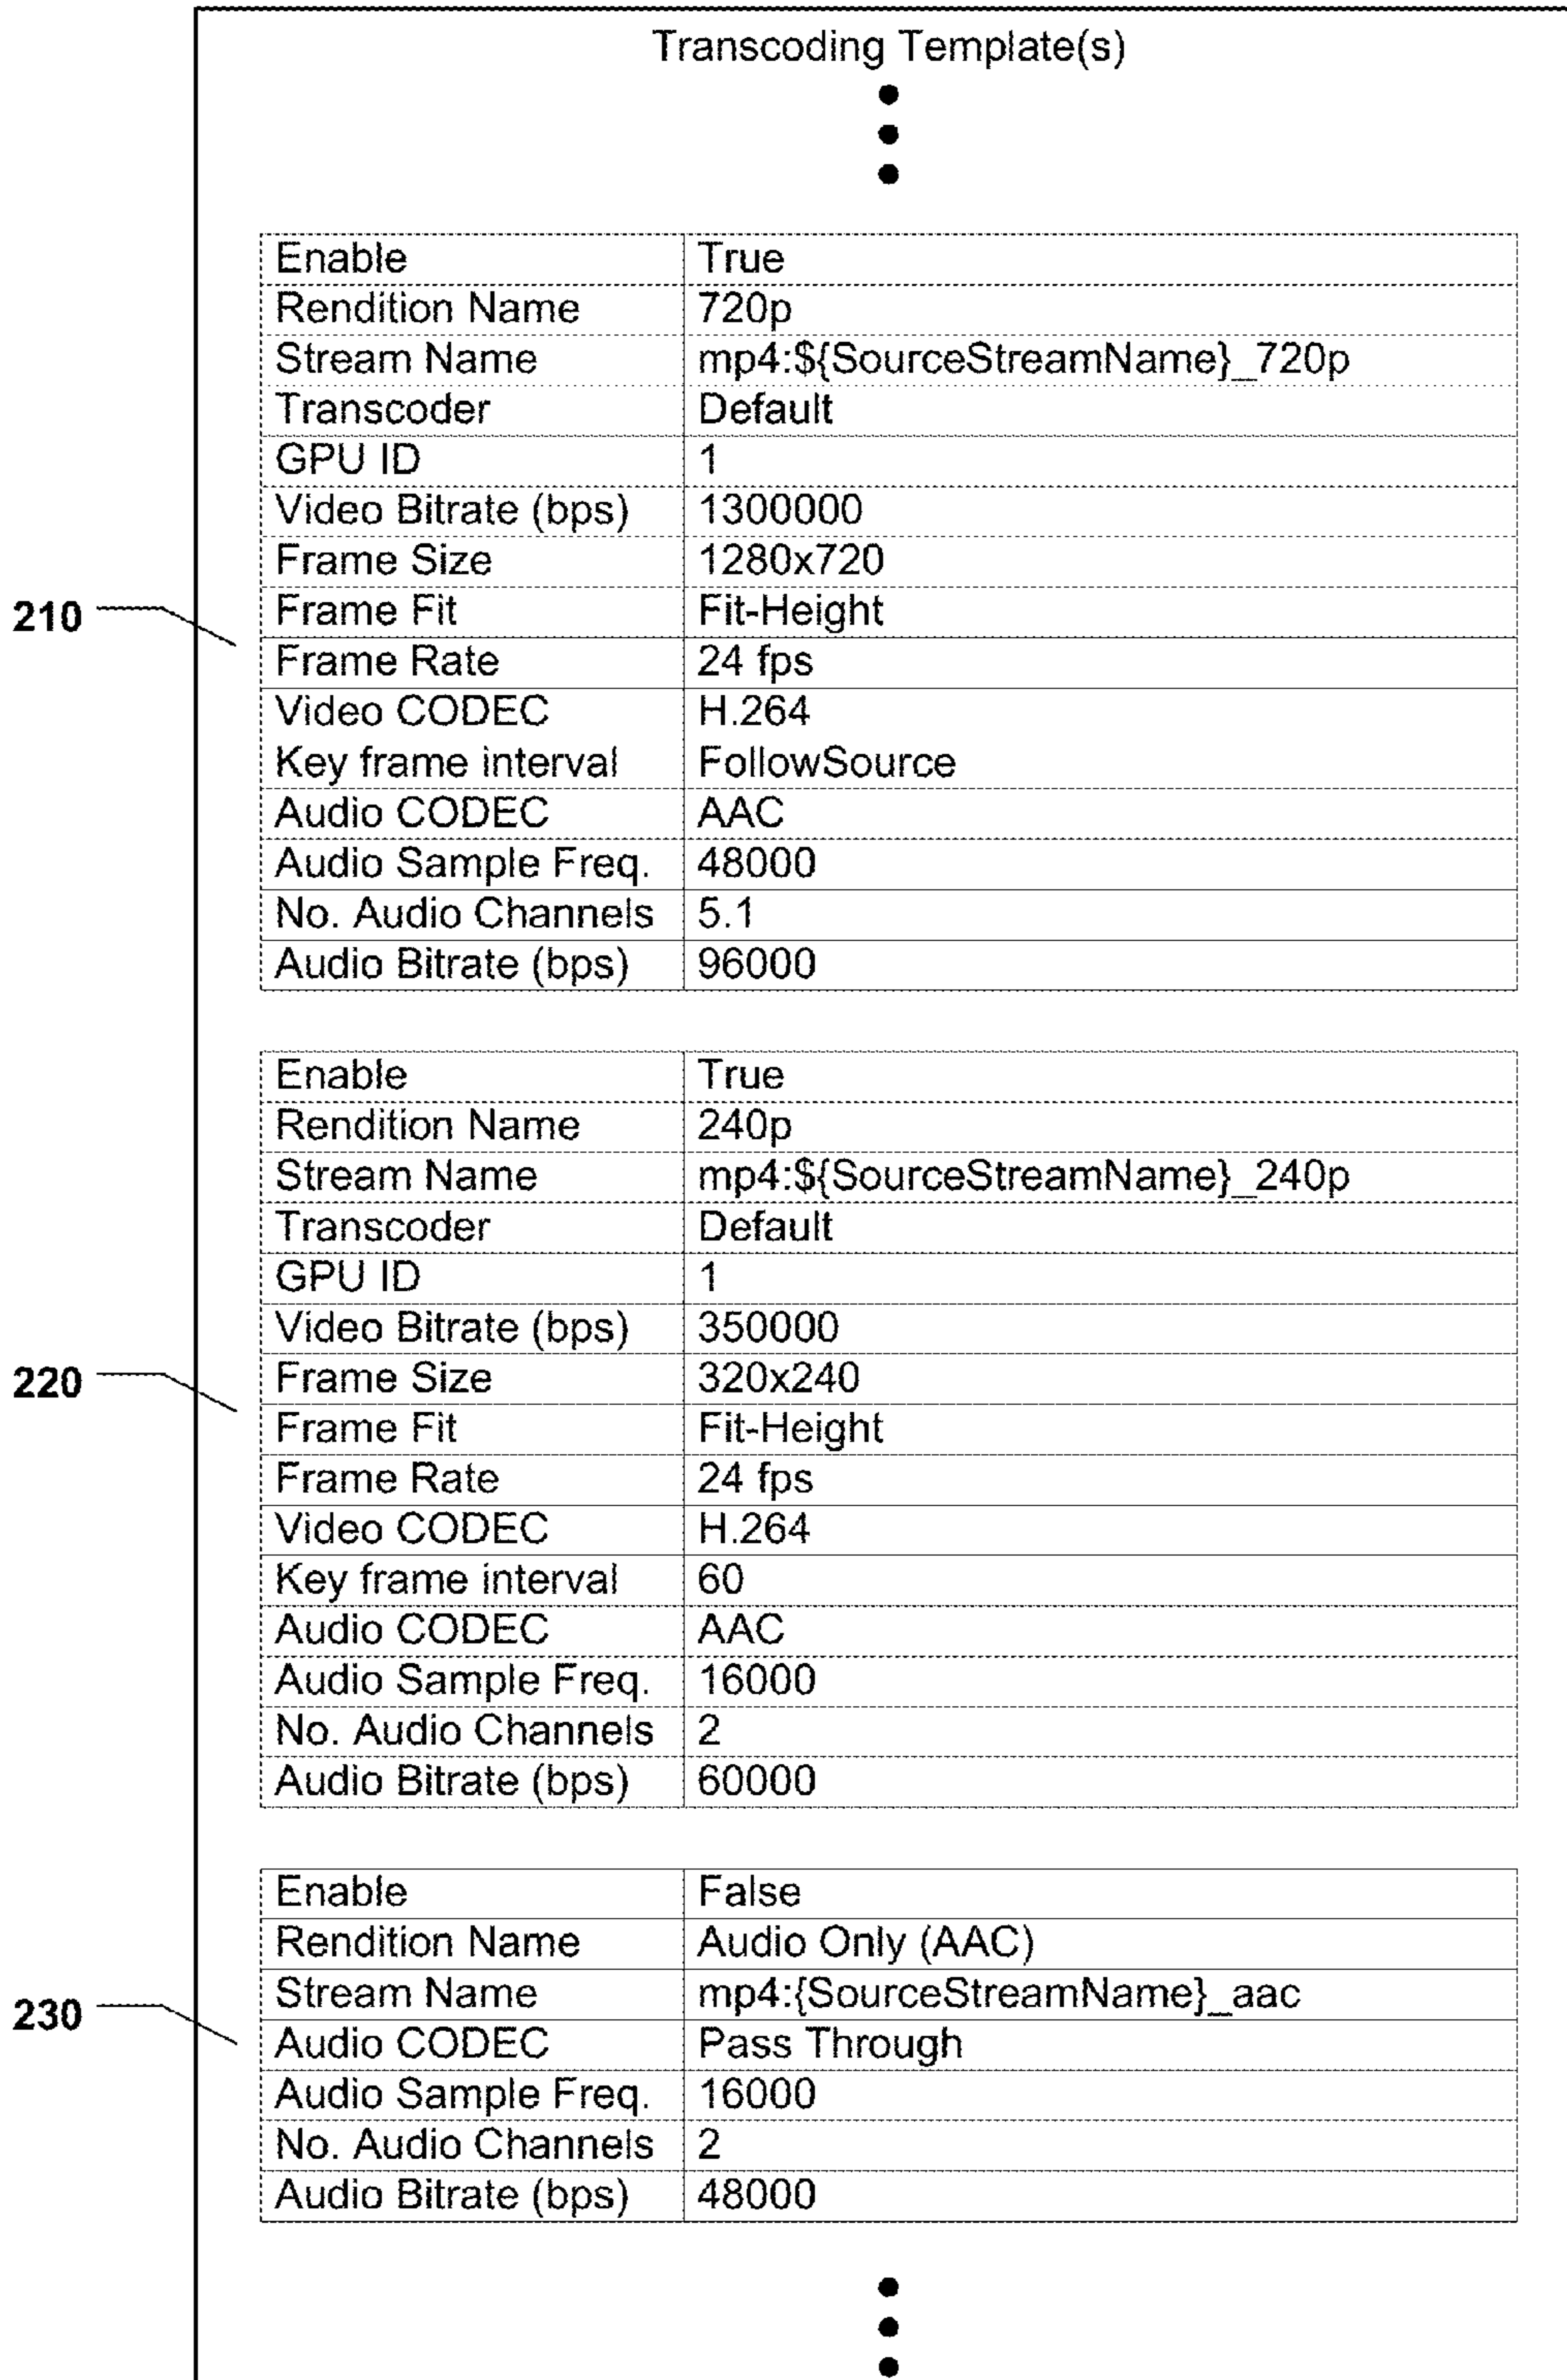 Transcoding Template(s)
Enable True
Rendition Name 720p
Stream Name mp4:${SourceStreamName}_720p
Transcoder Default
GPU ID 1
Video Bitrate (bps) 1300000
Frame Size 1280x720
210 Frame Fit Fit-Height
Frame Rate 24 fps
Video CODEC H.264
Key frame interval FollowSource
Audio CODEC AAC
Audio Sample Freq. 48000
No. Audio Channels 5.1
Audio Bitrate (bps) 96000
Enable True
Rendition Name 240p
Stream Name mp4:${SourceStreamName}_240p
Transcoder Default
GPU ID 1
Video Bitrate (bps) 350000
220 Frame Size 320x240
Frame Fit Fit-Height
Frame Rate 24 fps
Video CODEC H.264
Key frame interval 60
Audio CODEC AAC
Audio Sample Freq. 16000
No. Audio Channels 2
Audio Bitrate (bps) 60000
Enable False
Rendition Name Audio Only (AAC)
230 Stream Name mp4:{SourceStreamName}_aac
Audio CODEC Pass Through
Audio Sample Freq. 16000
No. Audio Channels 2
Audio Bitrate (bps) 48000